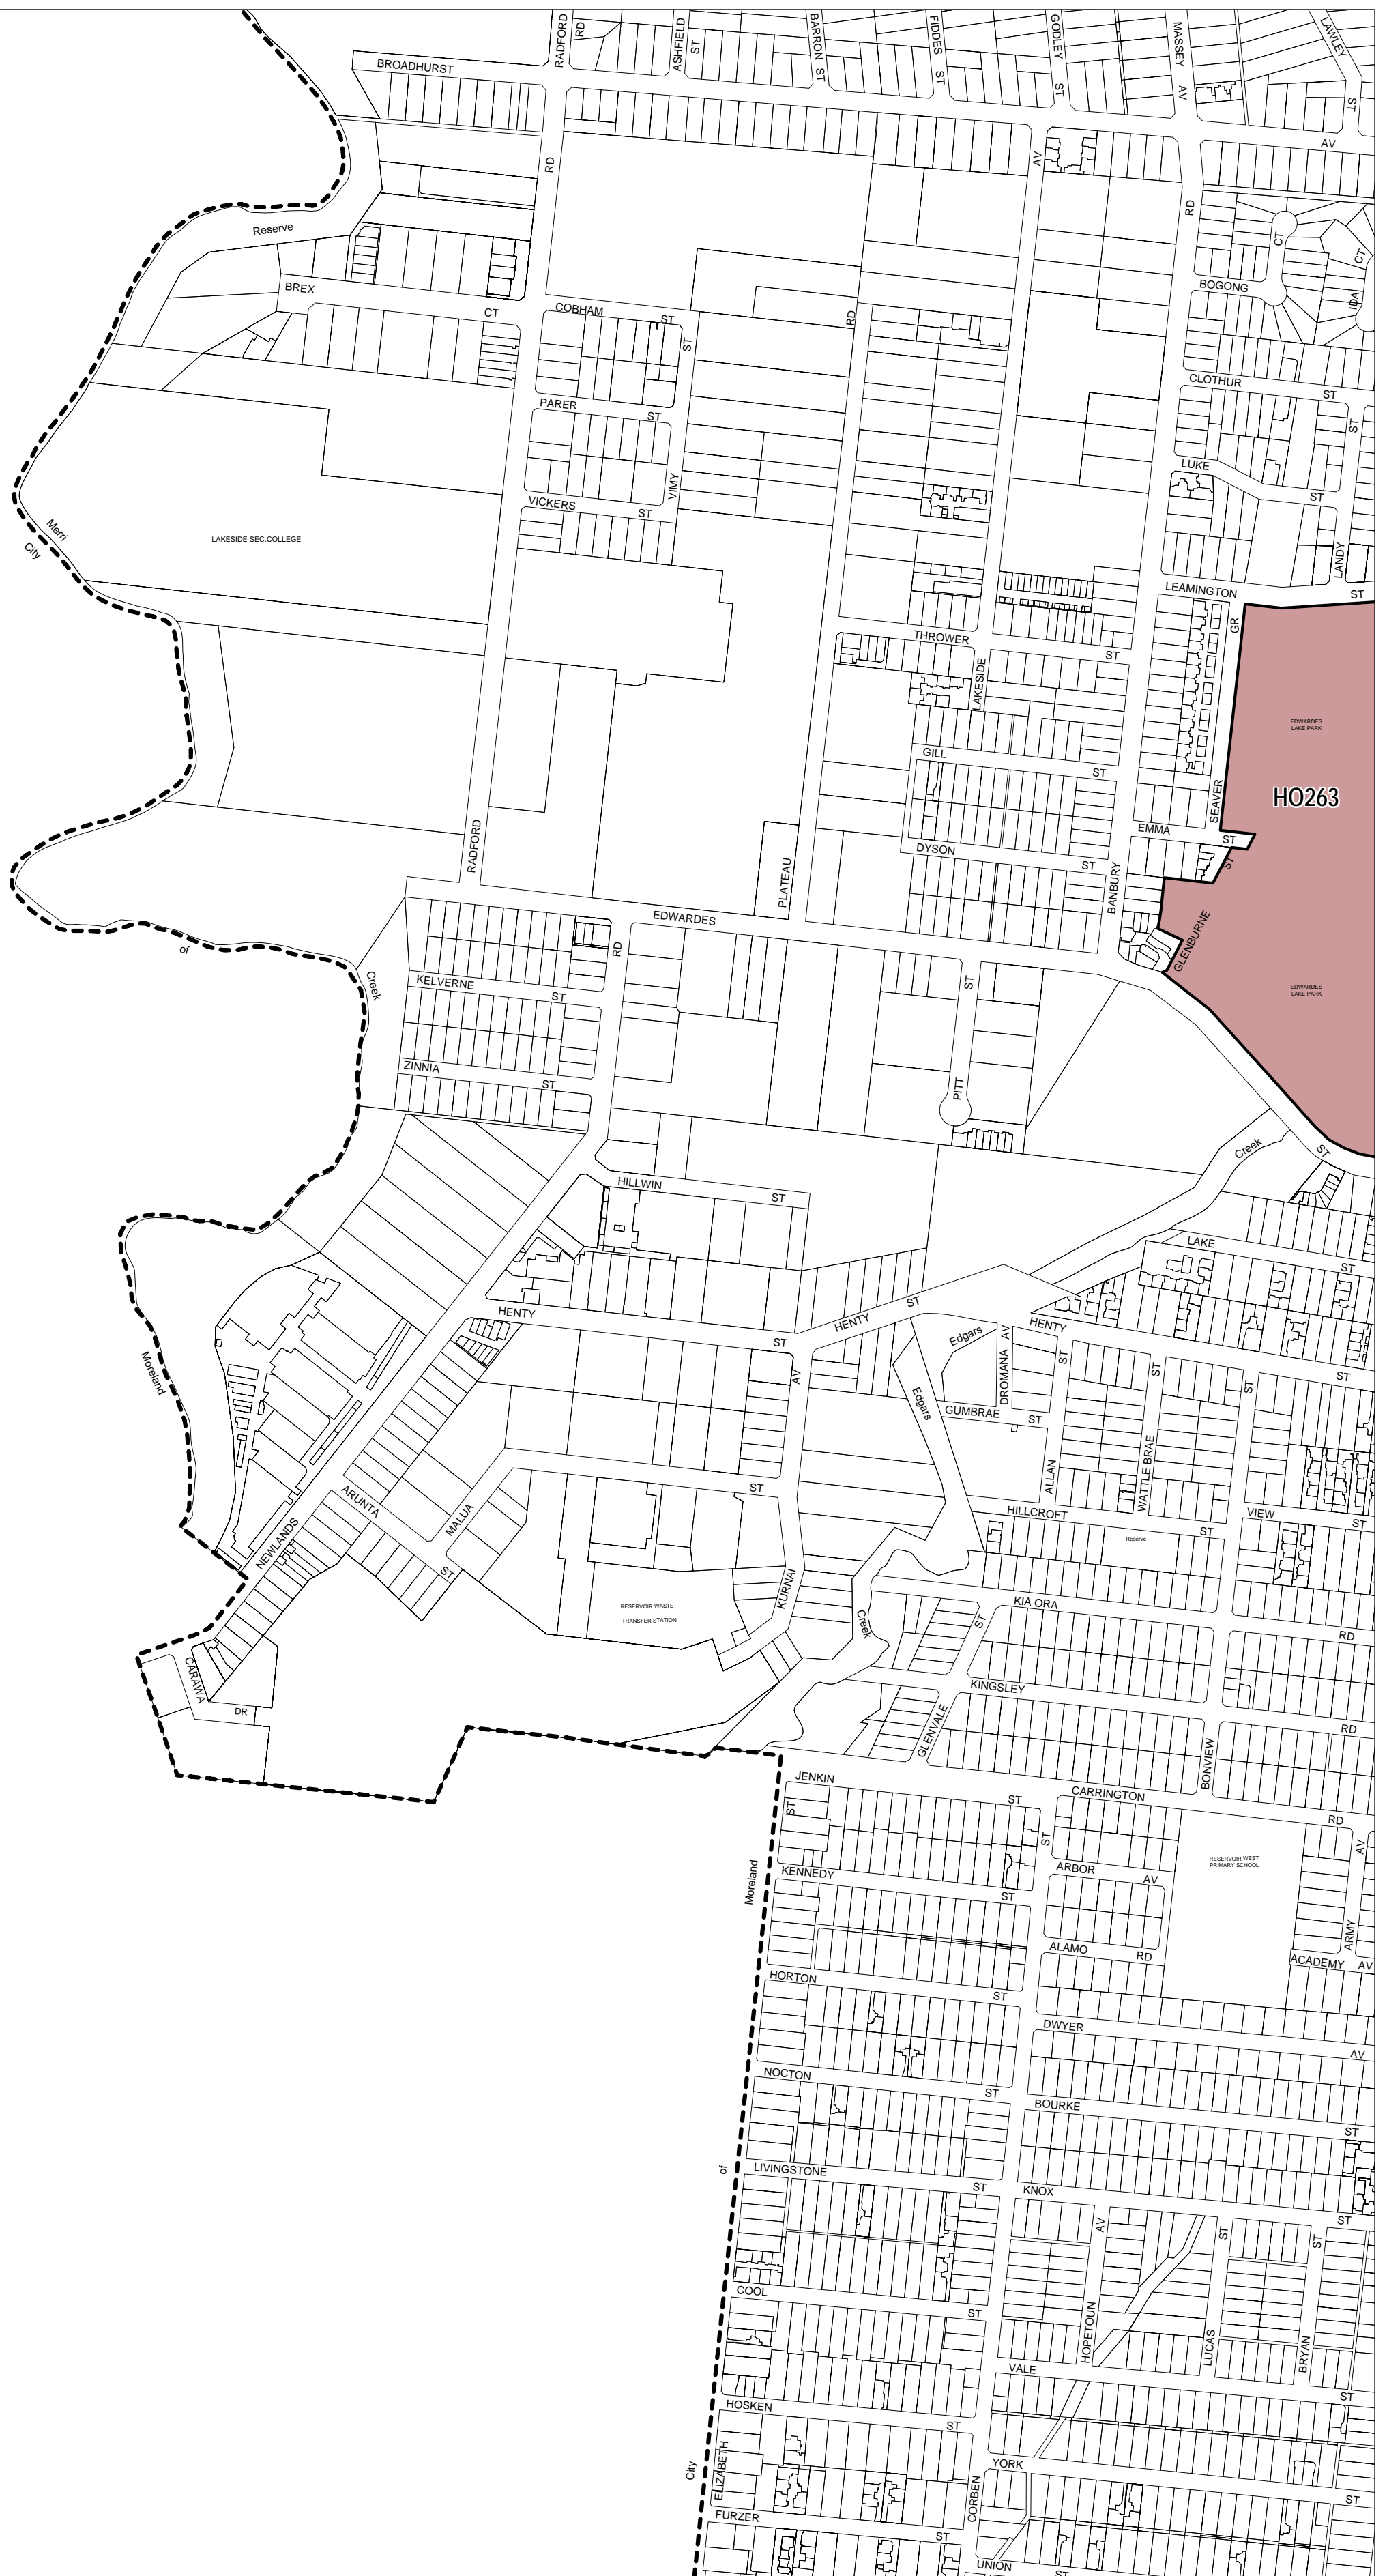 RADFORD
RD
ASHFIELD
ST
BARRON ST
FIDDES
ST
GODLEY
ST
MASSEY
AV
LAWLEY
ST
BROADHURST
AV
RD
AV
RD
Reserve
CT
CT
IDA
BREX
CT
BOGONG
COBHAM
ST
ST
RD
CLOTHUR
ST
PARER
ST
ST
LUKE
ST
VIMY
VICKERS
ST
Merri
City
LAKESIDE SEC.COLLEGE
LANDY
LEAMINGTON
ST
GR
THROWER
ST
LAKESIDE
EDWARDES
LAKE PARK
GILL
ST
HO263
SEAVER
EMMA
ST
RADFORD
DYSON
ST
ST
PLATEAU
BANBURY
EDWARDES
GLENBURNE
of
RD
Creek
KELVERNE
ST
ST
EDWARDES
LAKE PARK
ZINNIA
ST
PITT
Creek
ST
HILLWIN
ST
LAKE
ST
HENTY
ST
HENTY
ST
HENTY
ST
Moreland
AV
Edgars
DROMANA AV
ST
ST
ST
Edgars
GUMBRAE
ST
ALLAN
WATTLE BRAE
ARUNTA
ST
MALUA
ST
NEWLANDS
HILLCROFT
ST
Reserve
VIEW
ST
KURNAI
RESERVOIR WASTE
TRANSFER STATION
Creek
KIA ORA
RD
ST
CARAWA
DR
KINGSLEY
RD
GLENVALE
BONVIEW
JENKIN
ST
ST
CARRINGTON
RD
ST
AV
RESERVOIR WEST
PRIMARY SCHOOL
Moreland
KENNEDY
ST
ARBOR
AV
ARMY
ALAMO
RD
ACADEMY AV
HORTON
ST
DWYER
AV
NOCTON
ST
BOURKE
ST
of
LIVINGSTONE
ST
KNOX
ST
AV
ST
ST
COOL
ST
HOPETOUN
LUCAS
BRYAN
VALE
ST
HOSKEN
ST
City
ELIZABETH
CORBEN
YORK
ST
FURZER
ST
UNION
ST